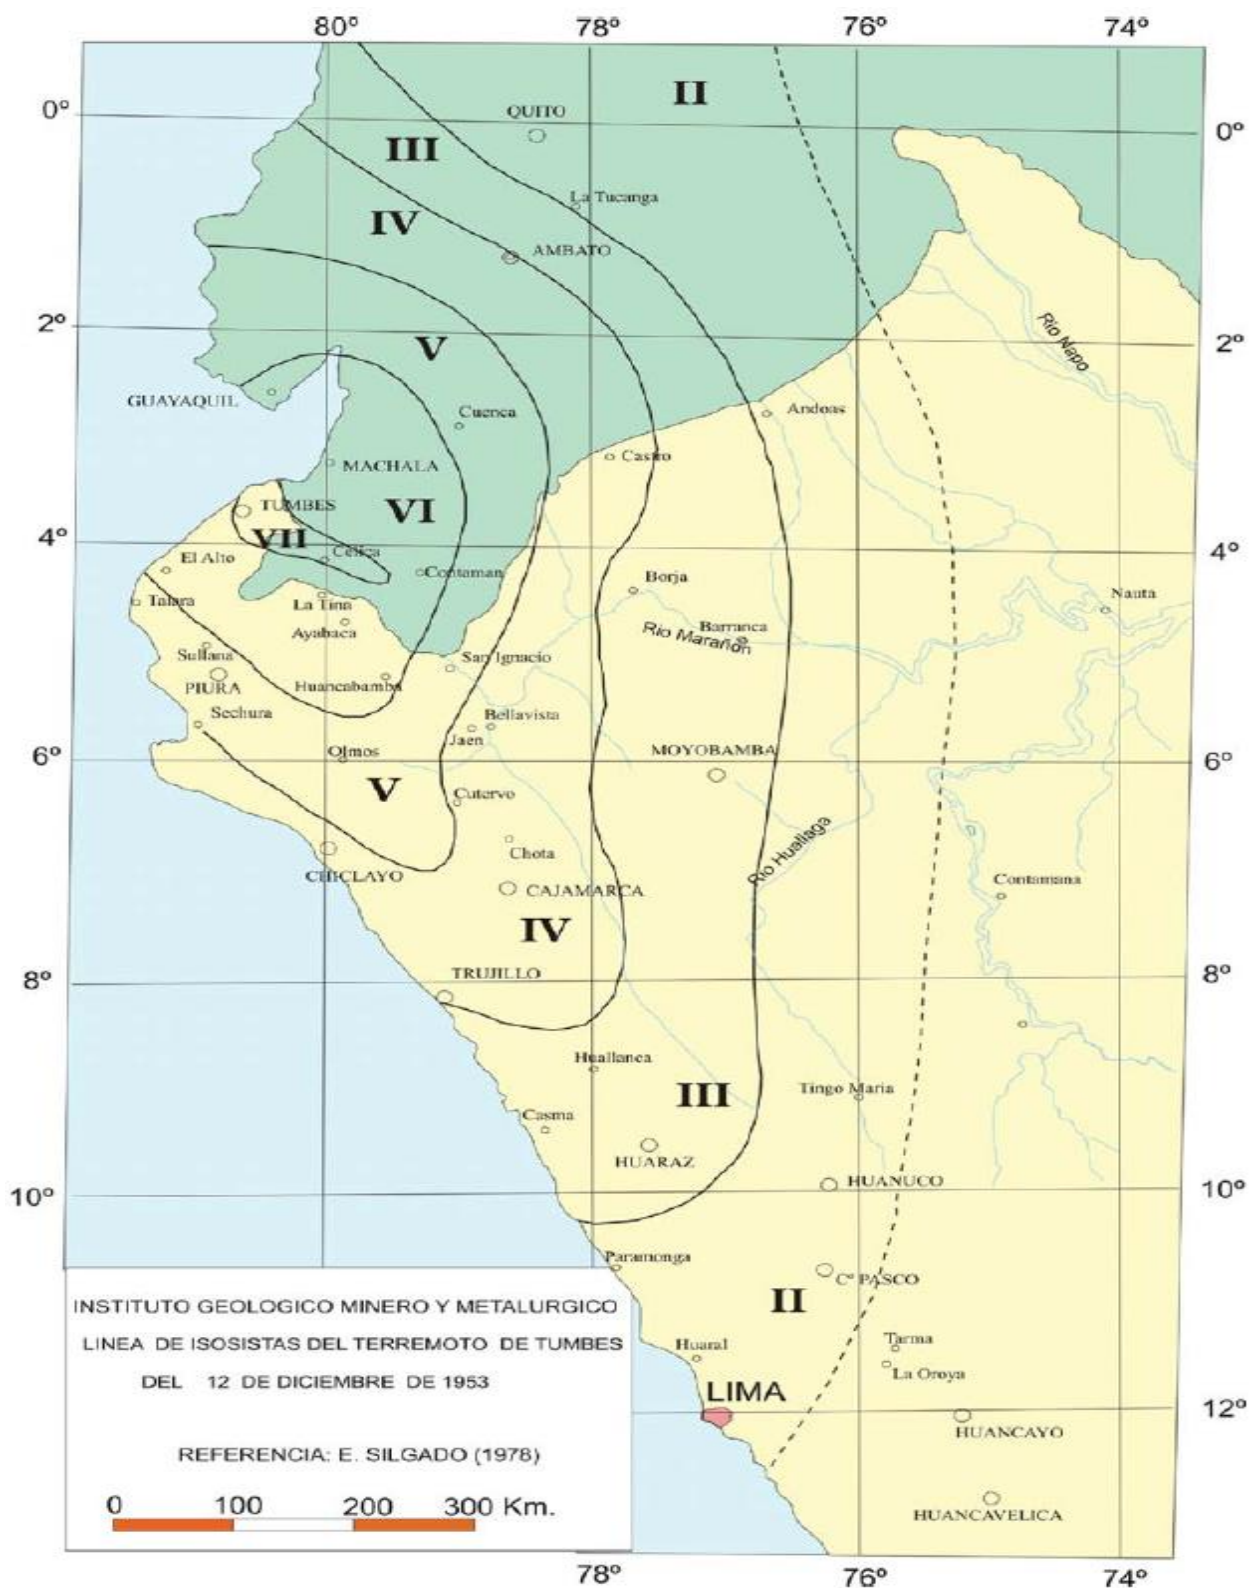 80º 78º 76º 74º
II
0º QUITO 0º
III
La Tucanga
IV
AMBATO
2º V Rio Napo 2º
GUAYAQUIL Cuenca Andoas
MACHALA Castro
TUMBES VI
4º VII Celica 4º
El Alto Contaman Borja Nauta
Talara La Tina
Ayabaca Rio Marañon Barranca
Sullana San Ignacio
PIURA Huancabamba
Sechura Bellavista
Jaen
6º Olmos MOYOBAMBA 6º
V Cutervo
Rio Huallaga
Chota
CHICLAYO CAJAMARCA Contamana
IV
8º TRUJILLO 8º
Huallanca
III Tingo Maria
Casma
HUARAZ
10º HUANUCO 10º
Paramonga Cº PASCO
II
Huaral Tarma
La Oroya
LIMA 12º
HUANCAYO
HUANCAVELICA
INSTITUTO GEOLOGICO MINERO Y METALURGICO
LINEA DE ISOSISTAS DEL TERREMOTO DE TUMBES
DEL 12 DE DICIEMBRE DE 1953
REFERENCIA: E. SILGADO (1978)
0 100 200 300 Km.
78º 76º 74º